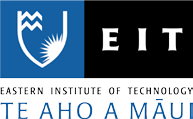 EIT
EASTERN INSTITUTE OF TECHNOLOGY
TE AHO A MĀUI